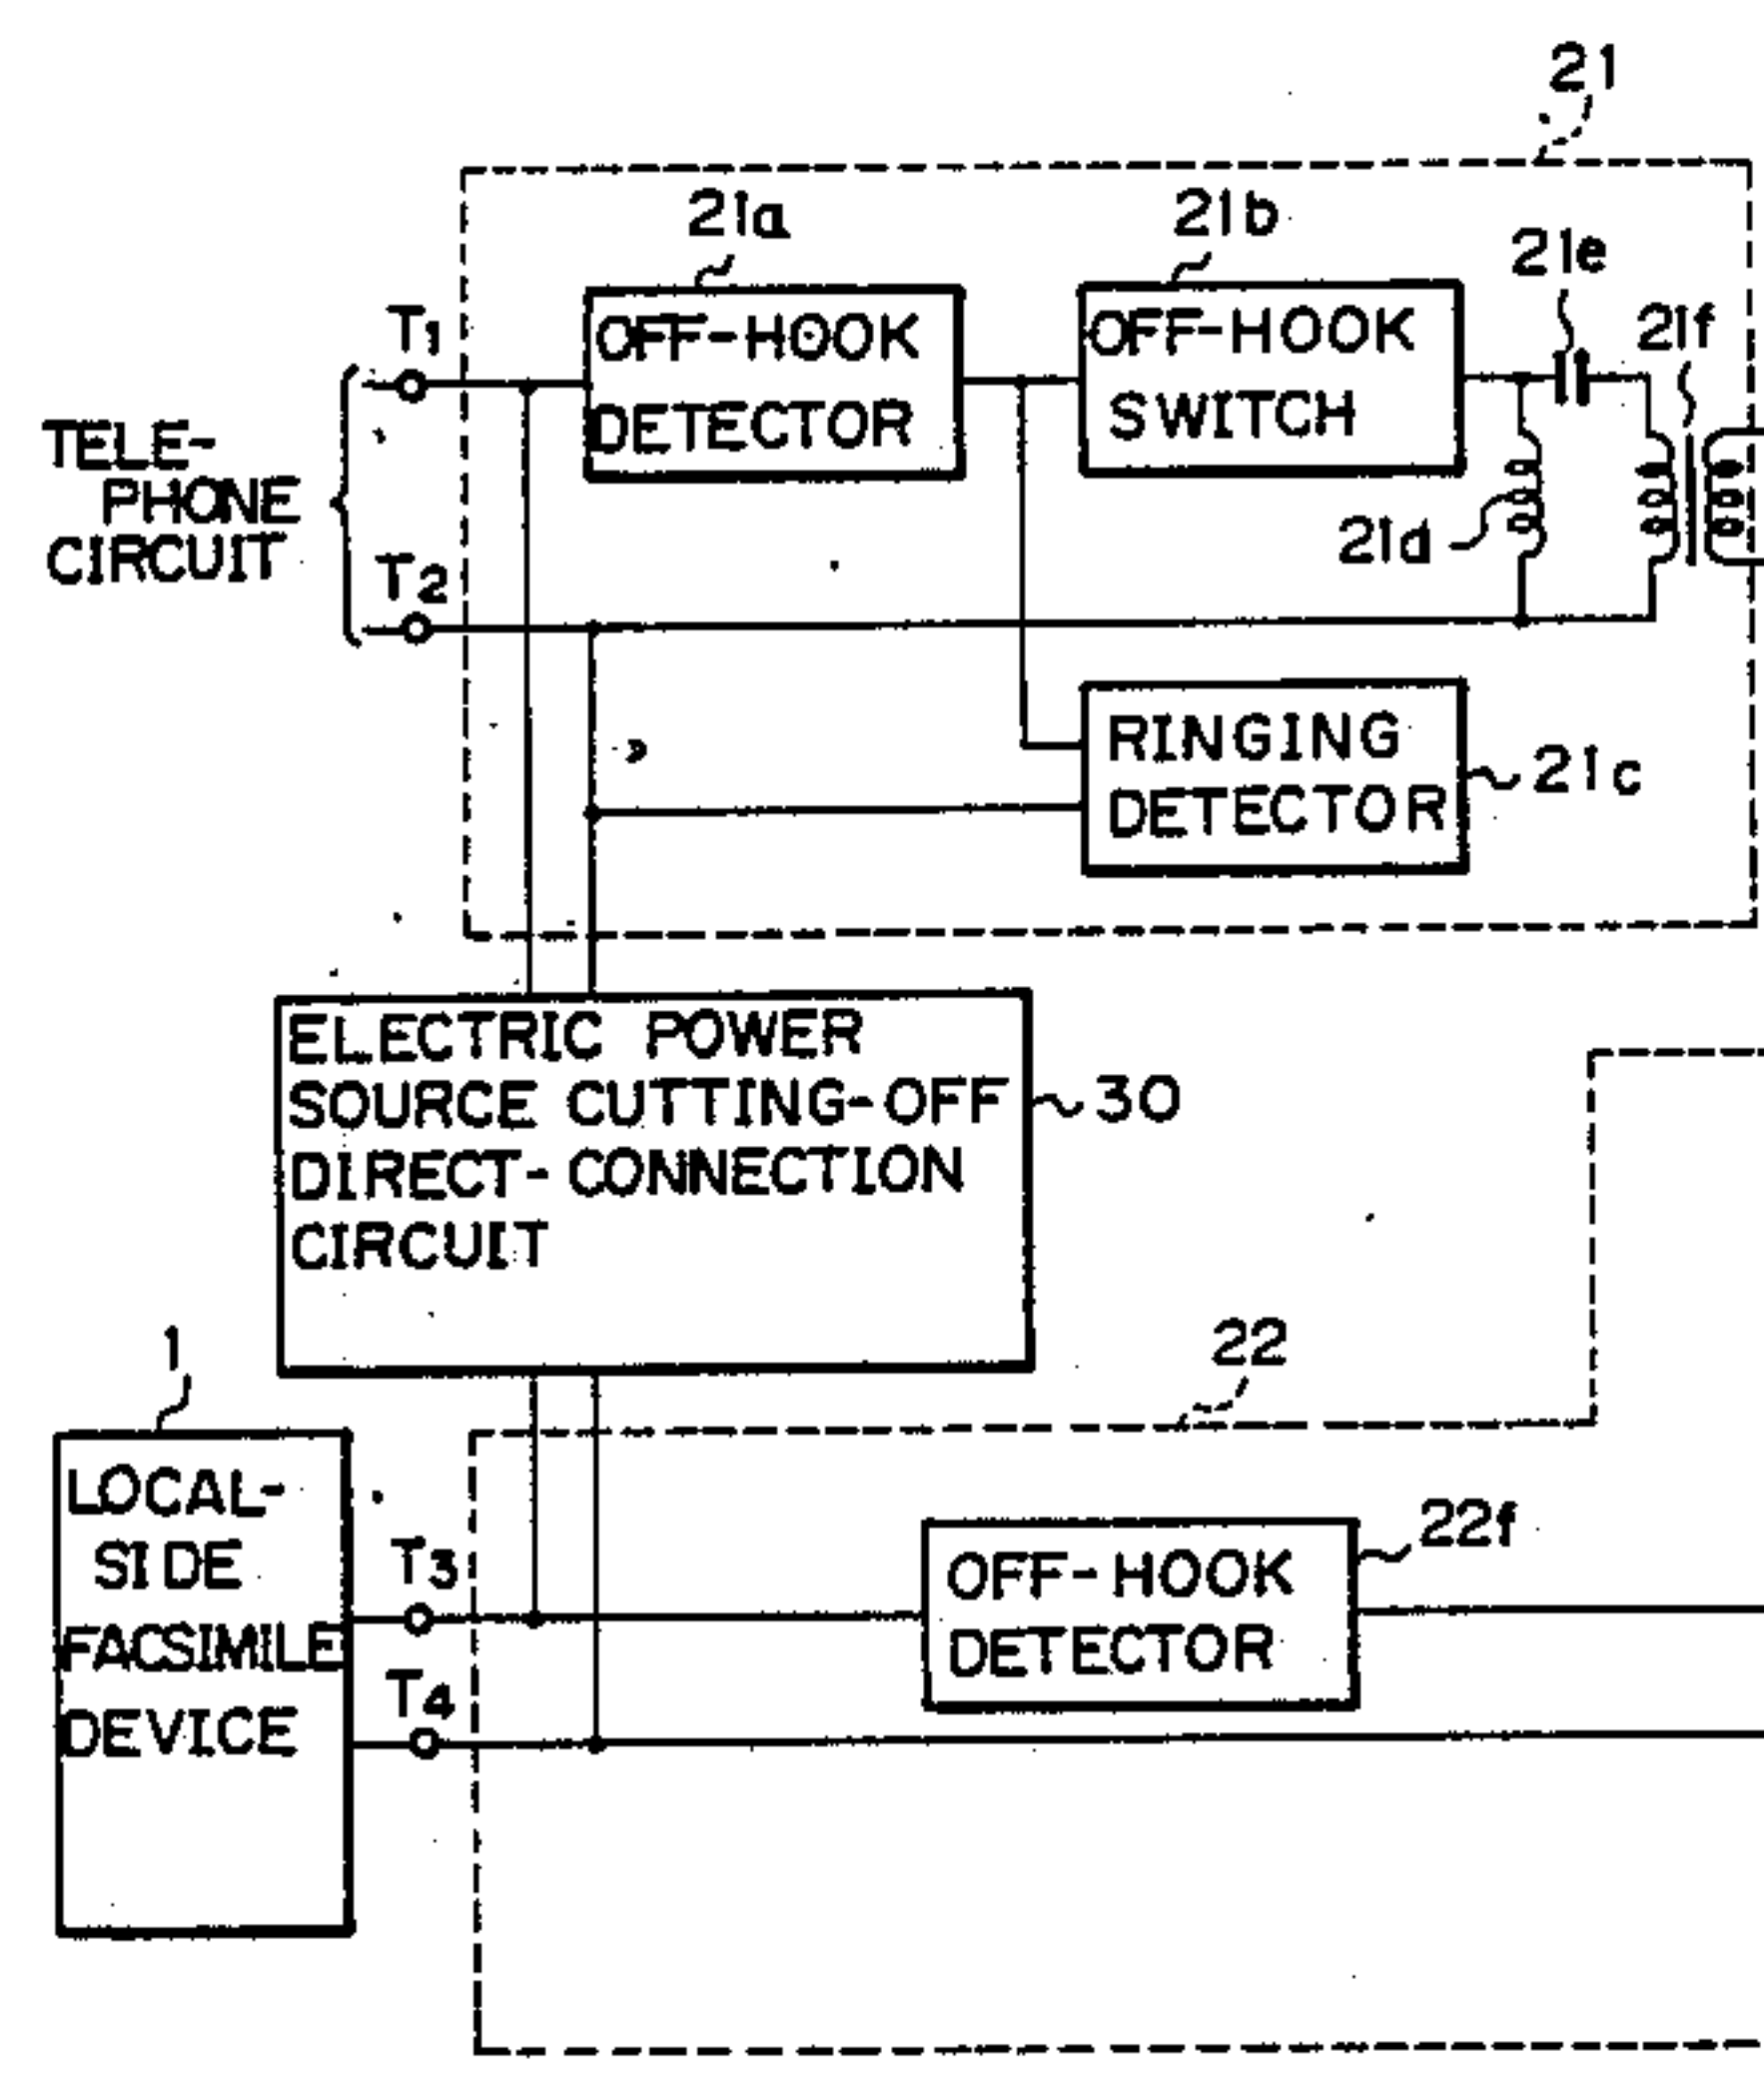 21
21a
21b
21e
21f
T1
OFF-HOOK
DETECTOR
OFF-HOOK
SWITCH
TELE-
PHONE
CIRCUIT
21d
T2
RINGING
DETECTOR
21c
ELECTRIC POWER
SOURCE CUTTING-OFF
DIRECT-CONNECTION
CIRCUIT
30
1
22
LOCAL-
SIDE
FACSIMILE
DEVICE
T3
T4
22f
OFF-HOOK
DETECTOR